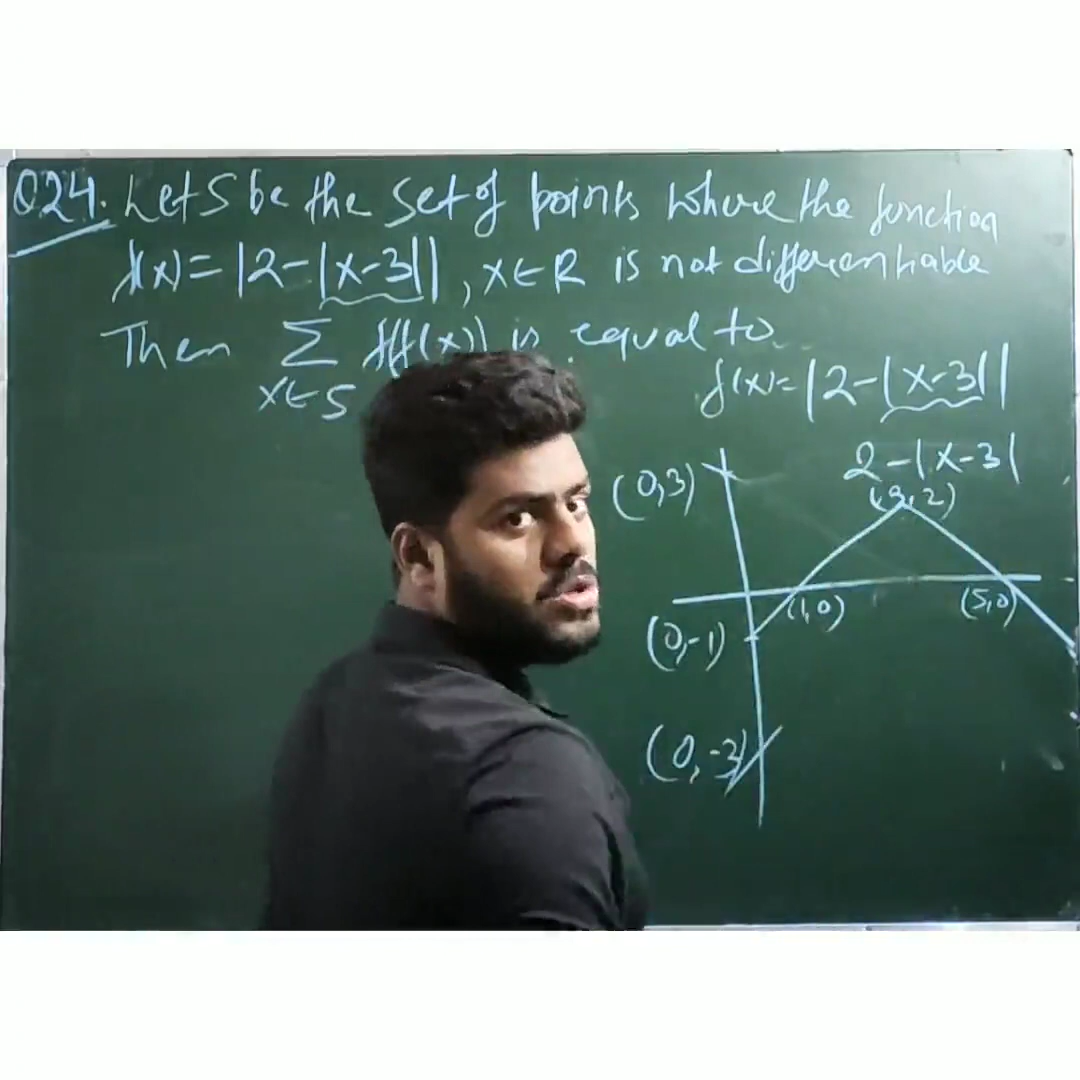 Q24. Let S be the set of points where the function
f(x) = |2-|x-3||, x∈R is not differentiable
Then Σ f(f(x)) is equal to
x∈S
f(x) = |2-|x-3||
2-|x-3|
(0,3)
(3,2)
(1,0)
(5,0)
(0,-1)
(0,-3)